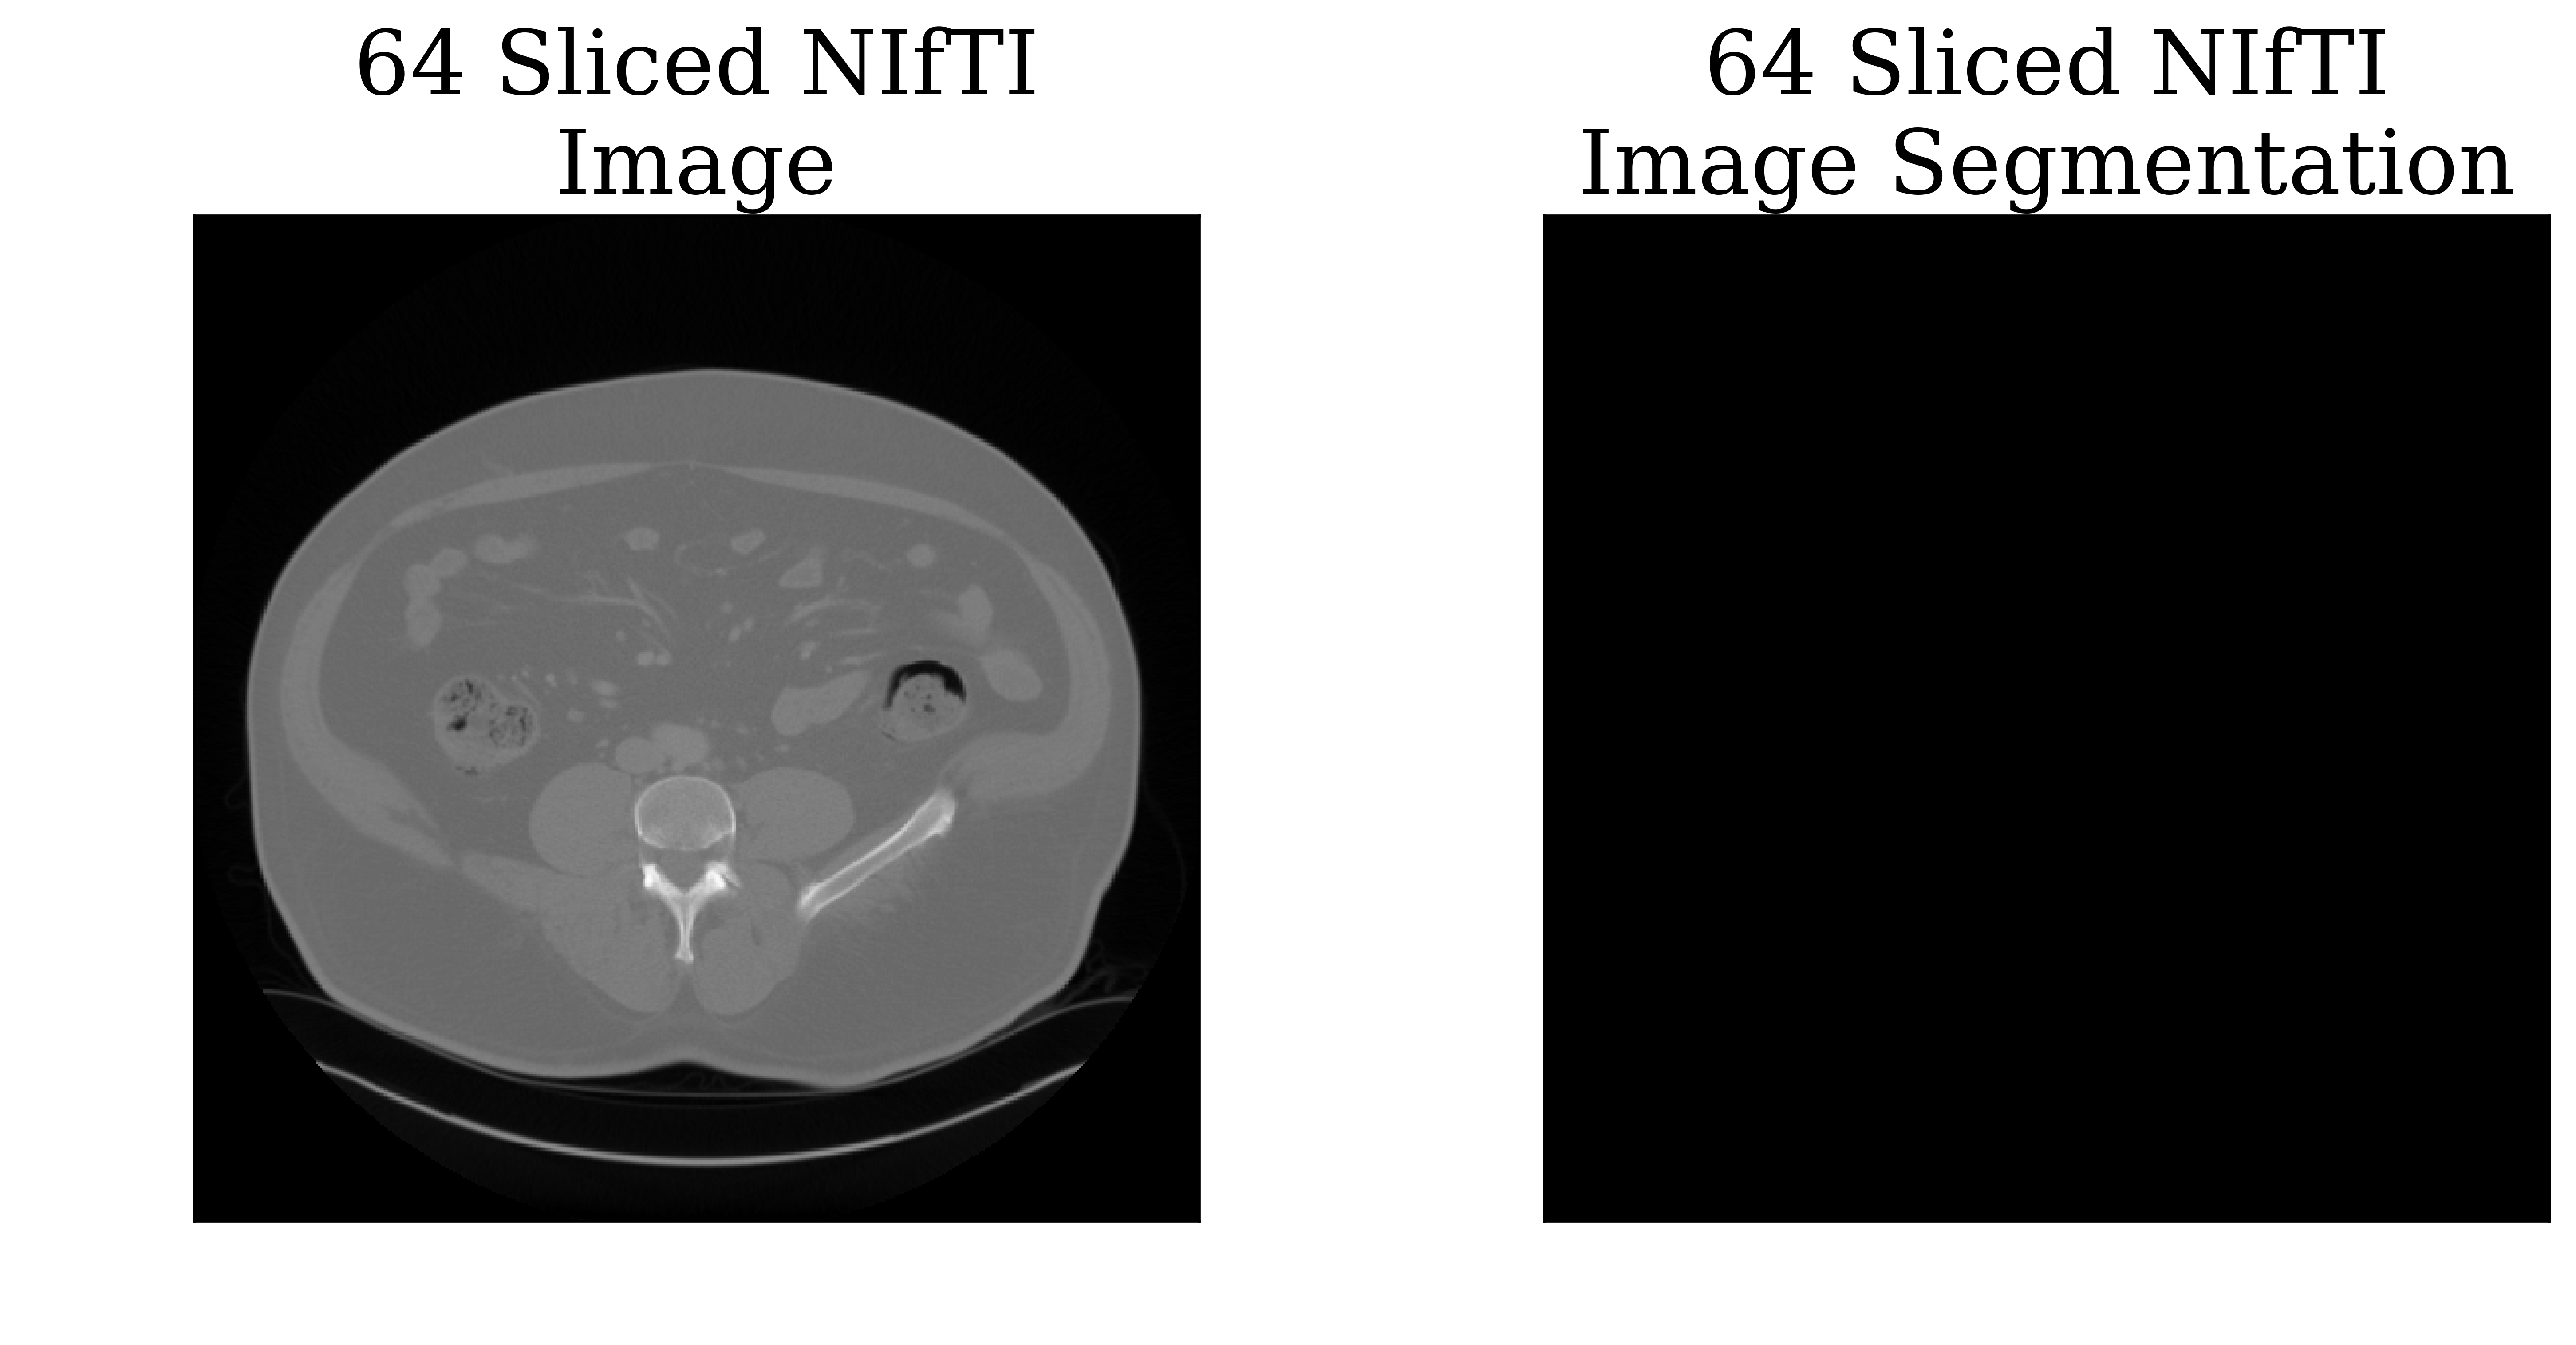 64 Sliced NIfTI
Image
64 Sliced NIfTI
Image Segmentation